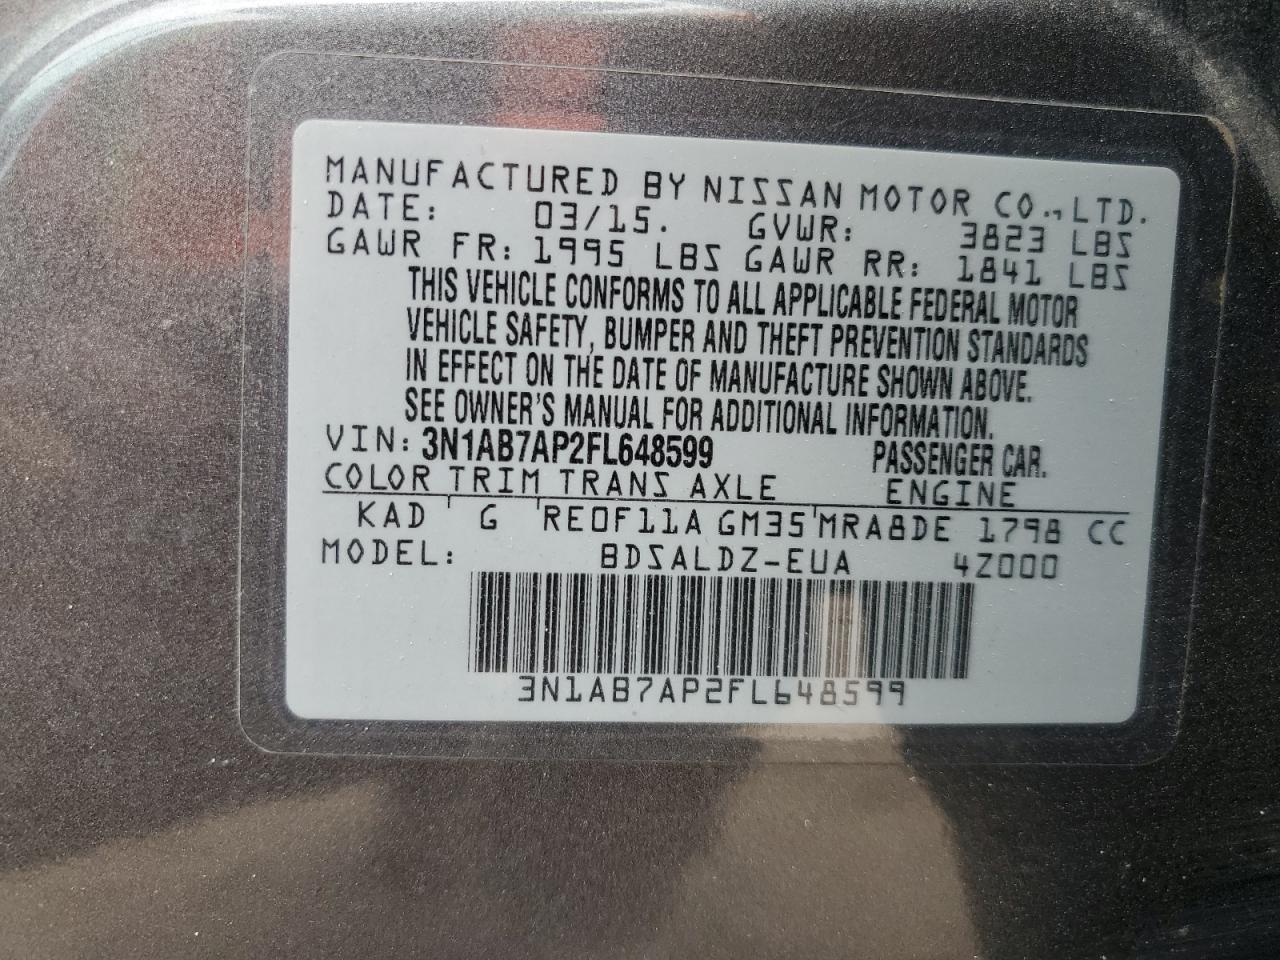 MANUFACTURED BY NISSAN MOTOR CO., LTD.
DATE: 03/15. GVWR: 3823 LBS
GAWR FR: 1995 LBS GAWR RR: 1841 LBS
THIS VEHICLE CONFORMS TO ALL APPLICABLE FEDERAL MOTOR
VEHICLE SAFETY, BUMPER AND THEFT PREVENTION STANDARDS
IN EFFECT ON THE DATE OF MANUFACTURE SHOWN ABOVE.
SEE OWNER'S MANUAL FOR ADDITIONAL INFORMATION.
VIN: 3N1AB7AP2FL648599 PASSENGER CAR.
COLOR TRIM TRANS AXLE ENGINE
KAD G RE0F11A GM35 MRA8DE 1798 CC
MODEL: BDSALDZ-EUA 4Z000
3N1AB7AP2FL648599